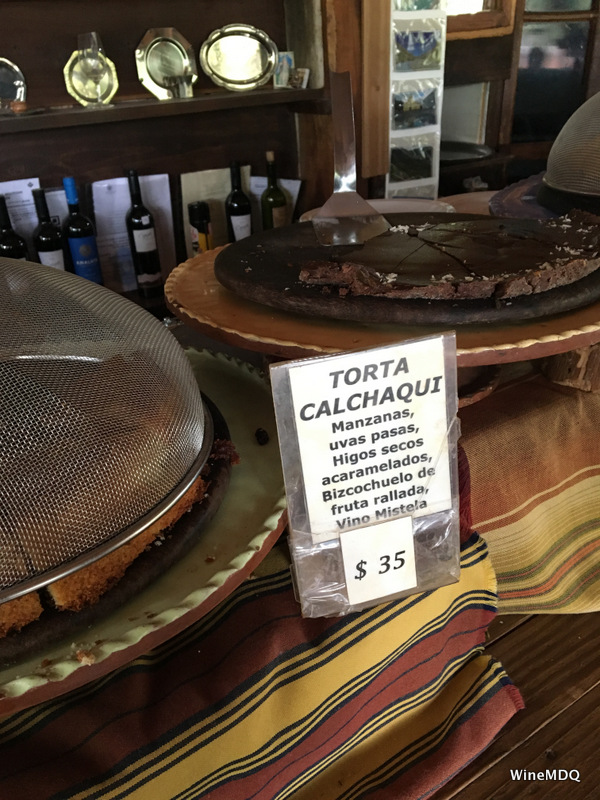 TORTA
CALCHAQUI
Manzanas,
uvas pasas,
Higos secos
acaramelados,
Bizcochuelo de
fruta rallada,
Vino Mistela
$ 35
WineMDQ